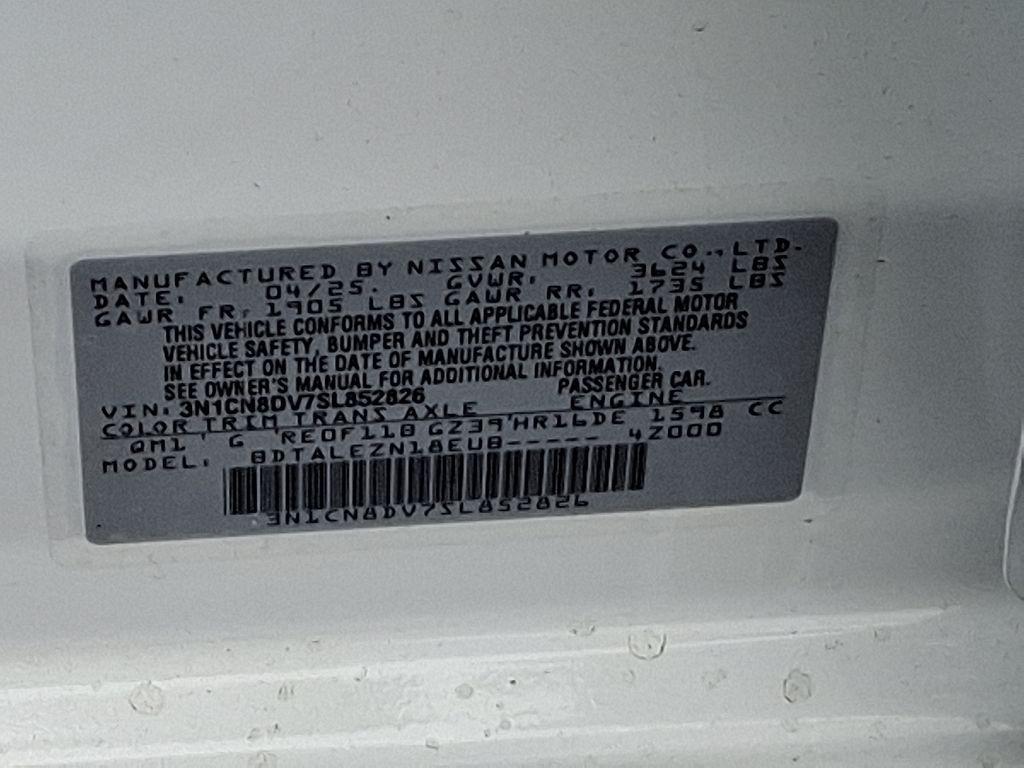 MANUFACTURED BY NISSAN MOTOR CO., LTD.
DATE: 04/25. GVWR: 3624 LBS
GAWR FR: 1905 LBS GAWR RR: 1735 LBS
THIS VEHICLE CONFORMS TO ALL APPLICABLE FEDERAL MOTOR
VEHICLE SAFETY, BUMPER AND THEFT PREVENTION STANDARDS
IN EFFECT ON THE DATE OF MANUFACTURE SHOWN ABOVE.
SEE OWNER'S MANUAL FOR ADDITIONAL INFORMATION.
VIN: 3N1CN8DV7SL852826 PASSENGER CAR.
COLOR TRIM TRANS AXLE ENGINE
QM1 ' G 'RE0F11B GZ39'HR16DE 1598 CC
MODEL: BDTALEZN18EUB----- 4Z000
3N1CN8DV7SL852826